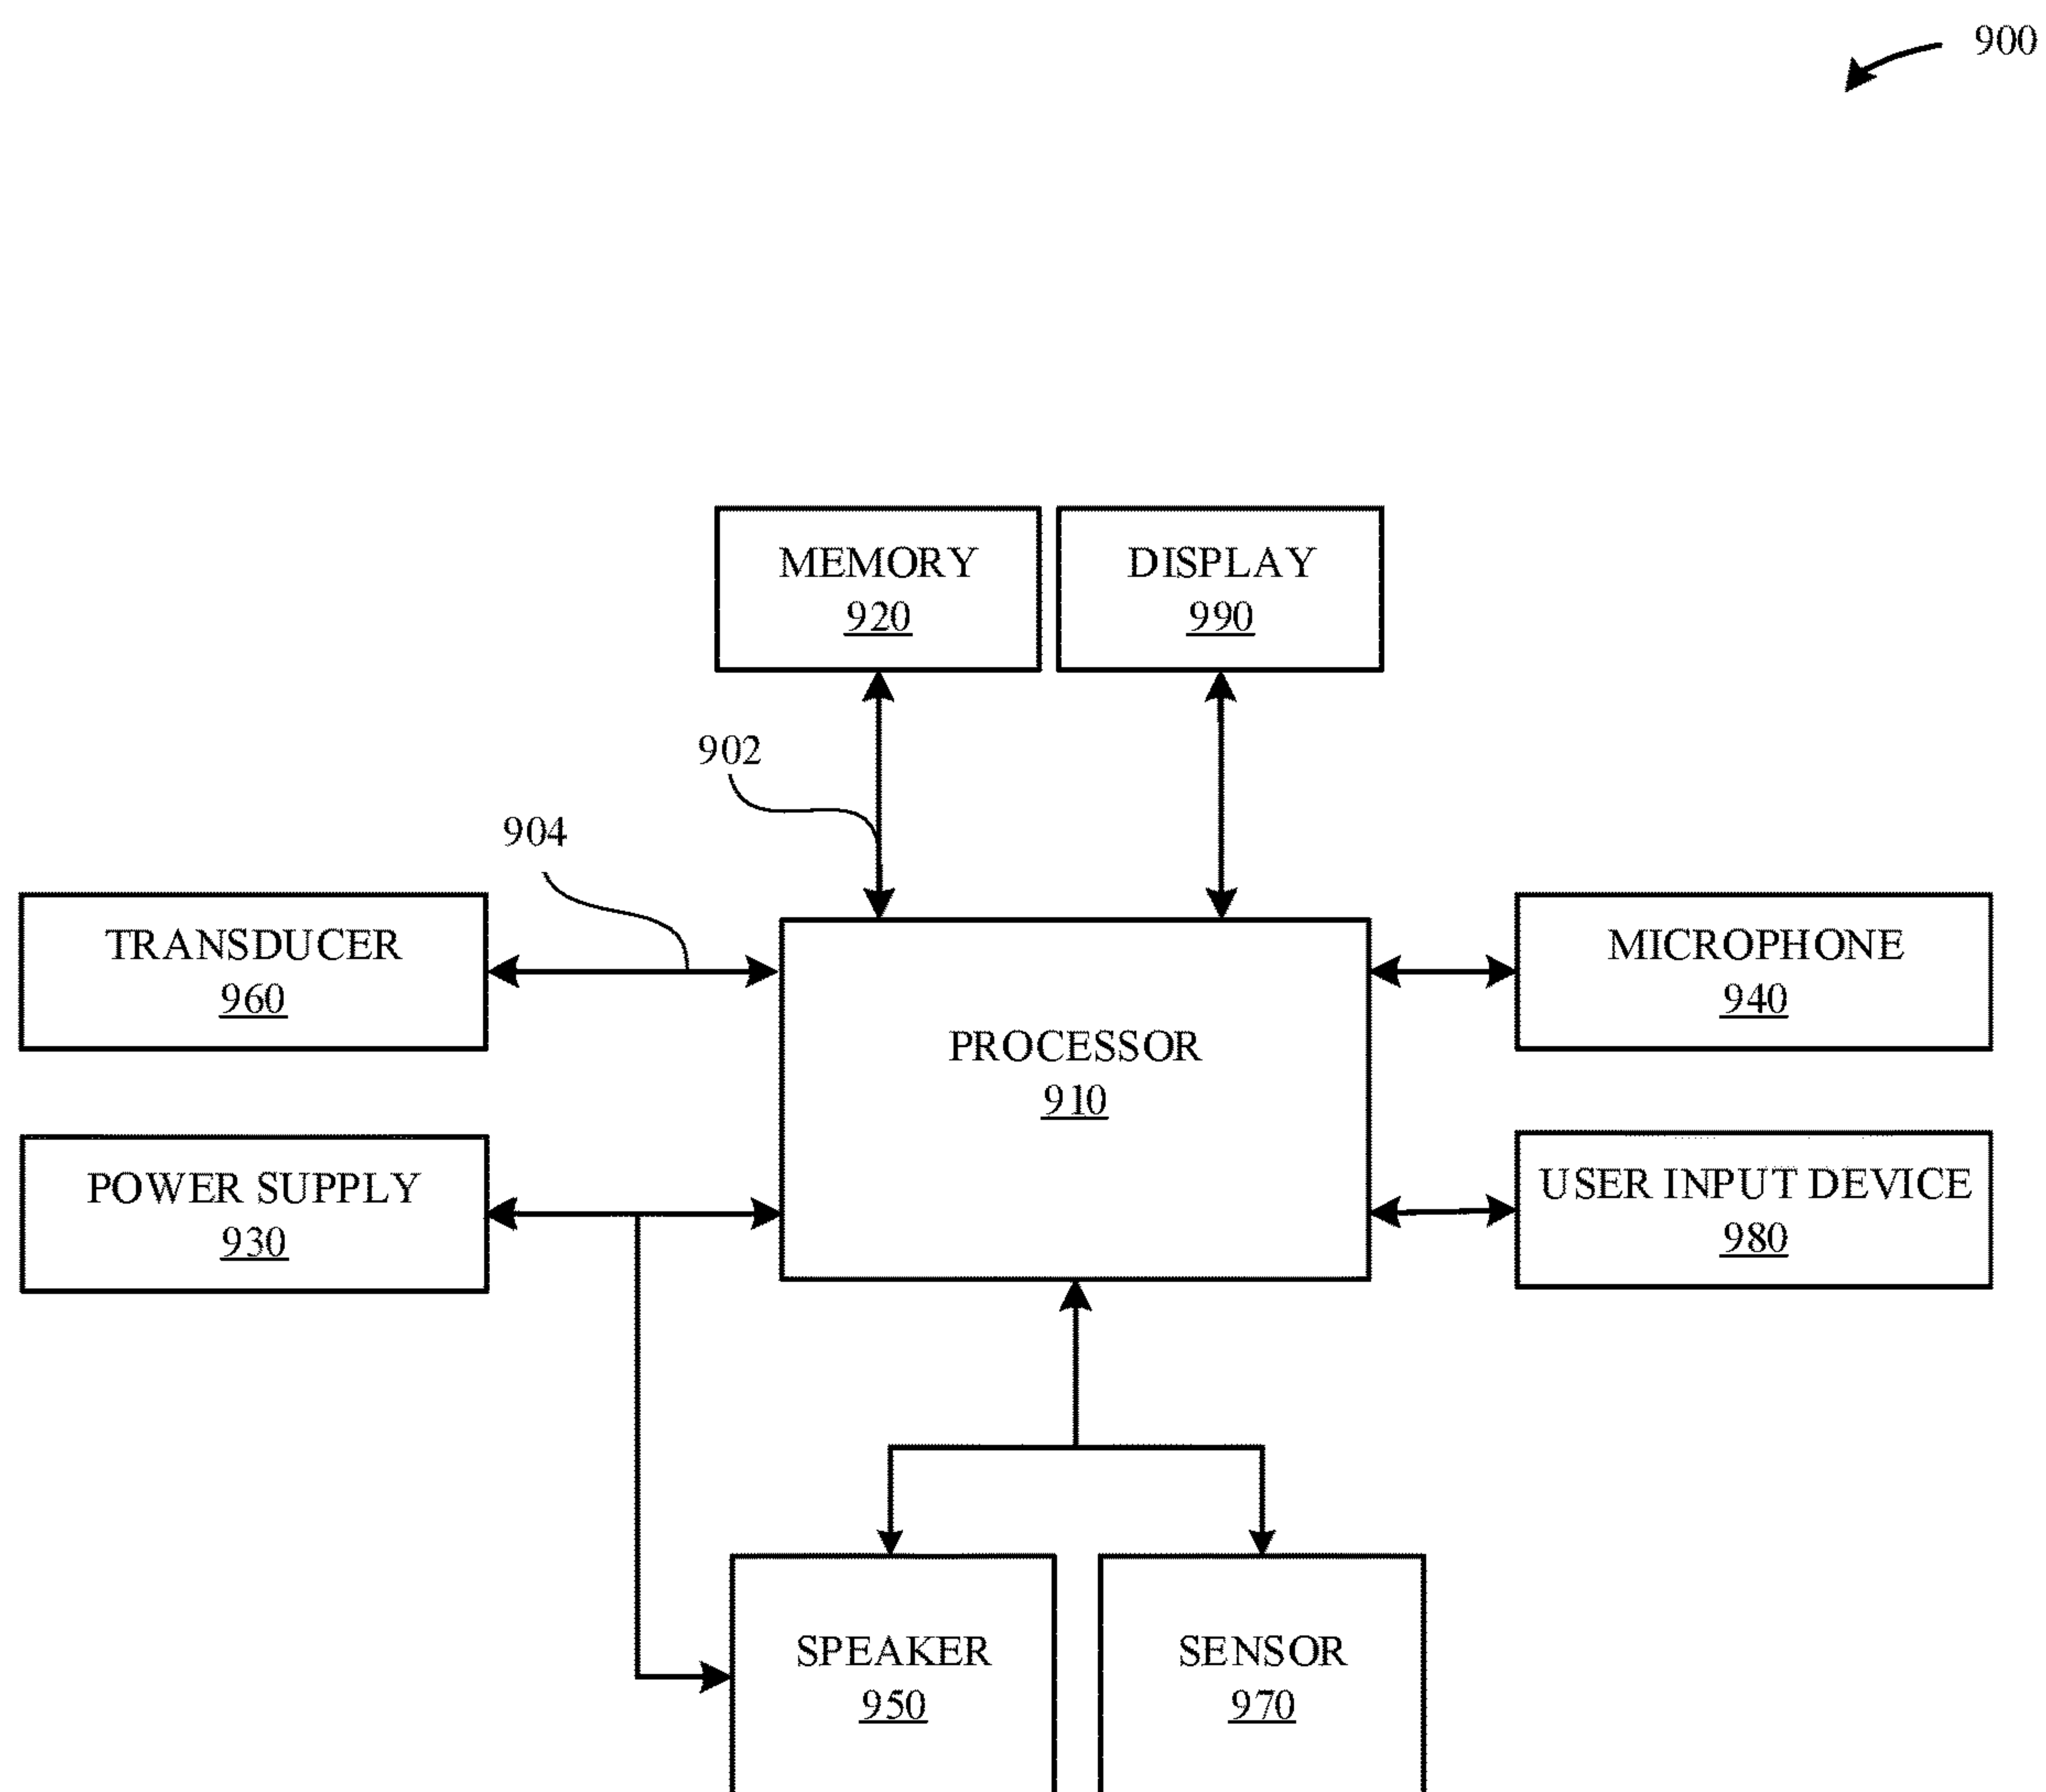 900
MEMORY
920
DISPLAY
990
902
904
TRANSDUCER
960
PROCESSOR
910
MICROPHONE
940
POWER SUPPLY
930
USER INPUT DEVICE
980
SPEAKER
950
SENSOR
970